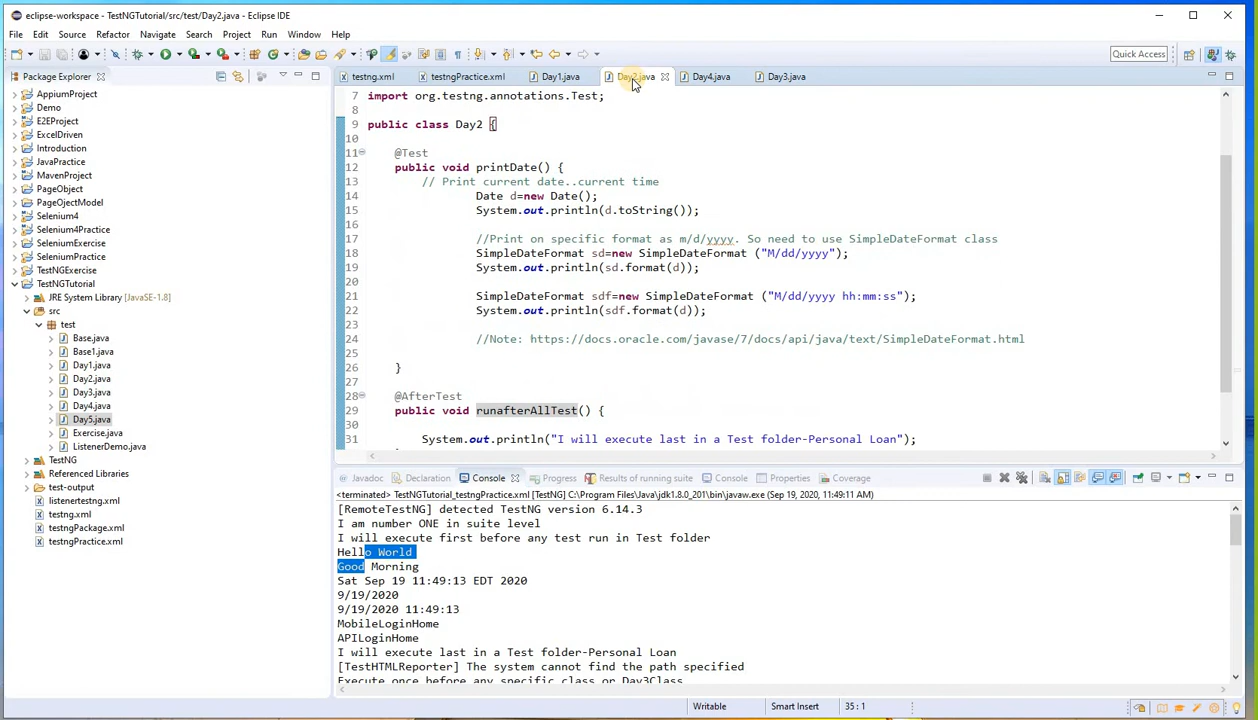 eclipse-workspace - TestNGTutorial/src/test/Day2.java - Eclipse IDE
File Edit Source Refactor Navigate Search Project Run Window Help
Quick Access
Package Explorer
AppiumProject
Demo
E2EProject
ExcelDriven
Introduction
JavaPractice
MavenProject
PageObject
PageOjectModel
Selenium4
Selenium4Practice
SeleniumExercise
SeleniumPractice
TestNGExercise
TestNGTutorial
JRE System Library [JavaSE-1.8]
src
test
Base.java
Base1.java
Day1.java
Day2.java
Day3.java
Day4.java
Day5.java
Exercise.java
ListenerDemo.java
TestNG
Referenced Libraries
test-output
listenertestng.xml
testng.xml
testngPackage.xml
testngPractice.xml
testng.xml testngPractice.xml Day1.java Day2.java Day4.java Day3.java
7 import org.testng.annotations.Test;
8
9 public class Day2 {
10
11 @Test
12 public void printDate() {
13 // Print current date..current time
14 Date d=new Date();
15 System.out.println(d.toString());
16
17 //Print on specific format as m/d/yyyy. So need to use SimpleDateFormat class
18 SimpleDateFormat sd=new SimpleDateFormat ("M/dd/yyyy");
19 System.out.println(sd.format(d));
20
21 SimpleDateFormat sdf=new SimpleDateFormat ("M/dd/yyyy hh:mm:ss");
22 System.out.println(sdf.format(d));
23
24 //Note: https://docs.oracle.com/javase/7/docs/api/java/text/SimpleDateFormat.html
25
26 }
27
28 @AfterTest
29 public void runafterAllTest() {
30
31 System.out.println("I will execute last in a Test folder-Personal Loan");
Javadoc Declaration Console Progress Results of running suite Console Properties Coverage
<terminated> TestNGTutorial_testngPractice.xml [TestNG] C:\Program Files\Java\jdk1.8.0_201\bin\javaw.exe (Sep 19, 2020, 11:49:11 AM)
[RemoteTestNG] detected TestNG version 6.14.3
I am number ONE in suite level
I will execute first before any test run in Test folder
Hello World
Good Morning
Sat Sep 19 11:49:13 EDT 2020
9/19/2020
9/19/2020 11:49:13
MobileLoginHome
APILoginHome
I will execute last in a Test folder-Personal Loan
[TestHTMLReporter] The system cannot find the path specified
Execute once before any specific class or Day3Class
Writable Smart Insert 35 : 1